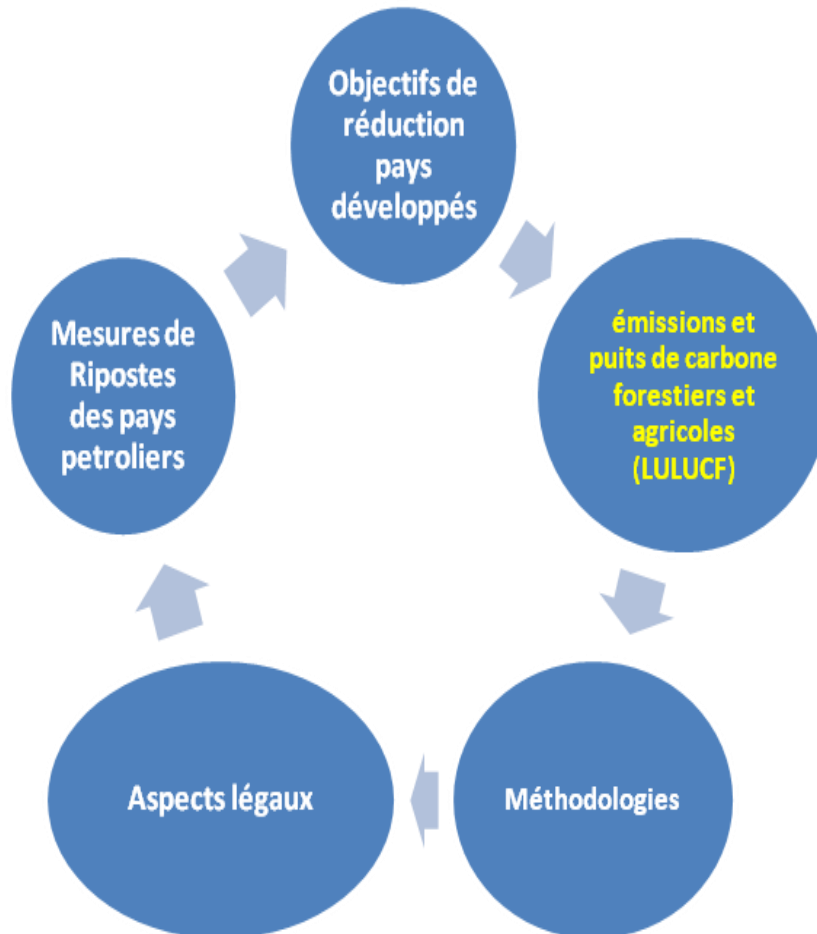 Objectifs de
réduction
pays
développés
émissions et
puits de carbone
forestiers et
agricoles
(LULUCF)
Méthodologies
Aspects légaux
Mesures de
Ripostes
des pays
petroliers